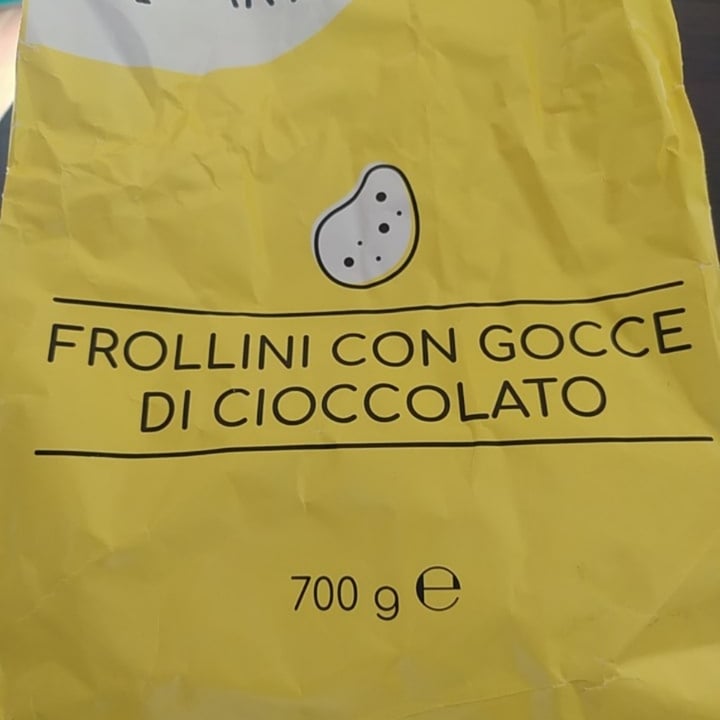 FROLLINI CON GOCCE
DI CIOCCOLATO
700 g ℮